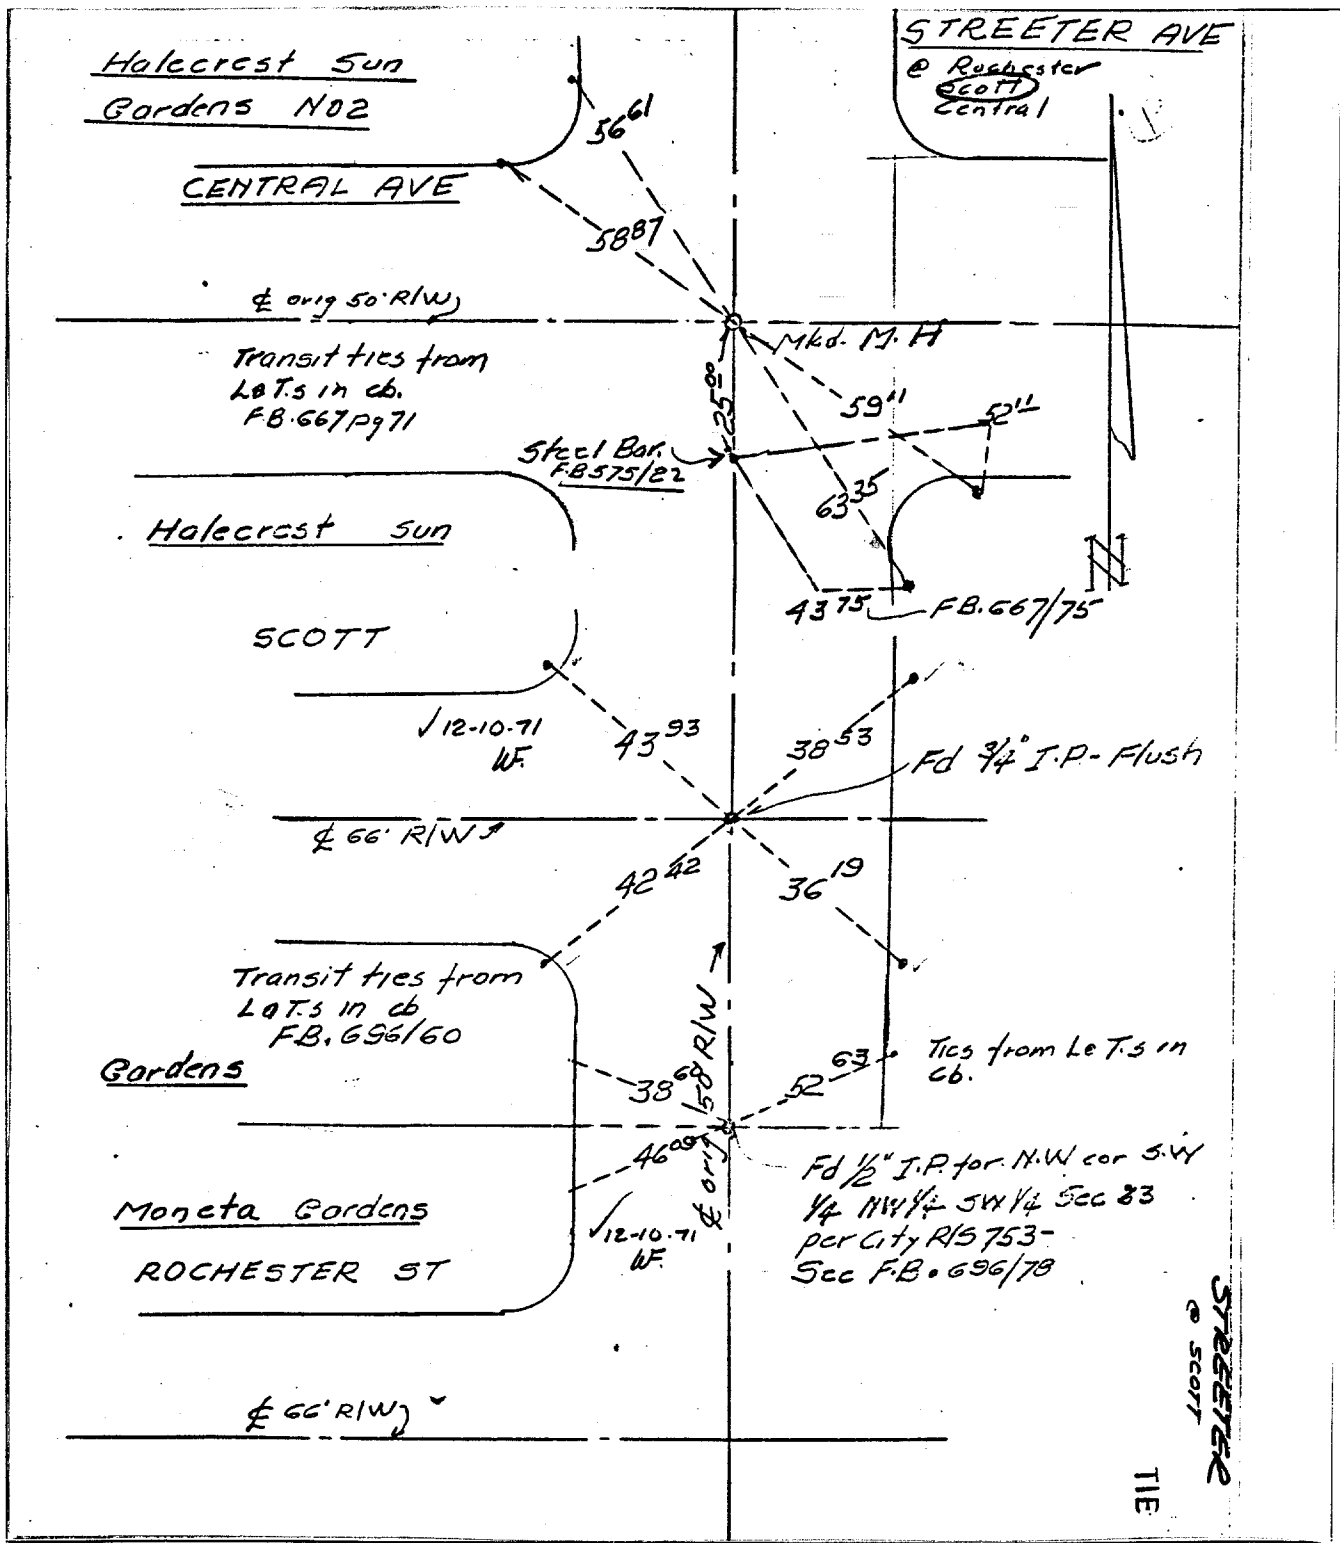 Halecrest Sun
Gardens NO2
STREETER AVE
@ Rochester
Scott
Central
CENTRAL AVE
56 61
58 87
℄ orig 50' R/W
Mkd. M.H
Transit ties from
L&T.s in cb.
F.B. 667 pg 71
25 00
59 11
52 11
Steel Bar.
F.B 575/22
63 35
Halecrest Sun
43 75
F.B. 667/75
SCOTT
√ 12-10-71
WF.
43 93
38 53
Fd 3/4" I.P. - Flush
℄ 66' R/W
42 42
36 19
Transit ties from
L&T.s in cb
F.B. 696/60
℄ orig 58' R/W
Gardens
38 68
52 63
Ties from L&T.s in
cb.
46 09
Moneta Gardens
√ 12-10-71
WF.
Fd 1/2" I.P. for N.W cor S.W
1/4 NW 1/4 SW 1/4 Sec
per City R/S 753-
See F.B. 696/78
ROCHESTER ST
℄ 66' R/W
STREETER
@ SCOTT
TIE